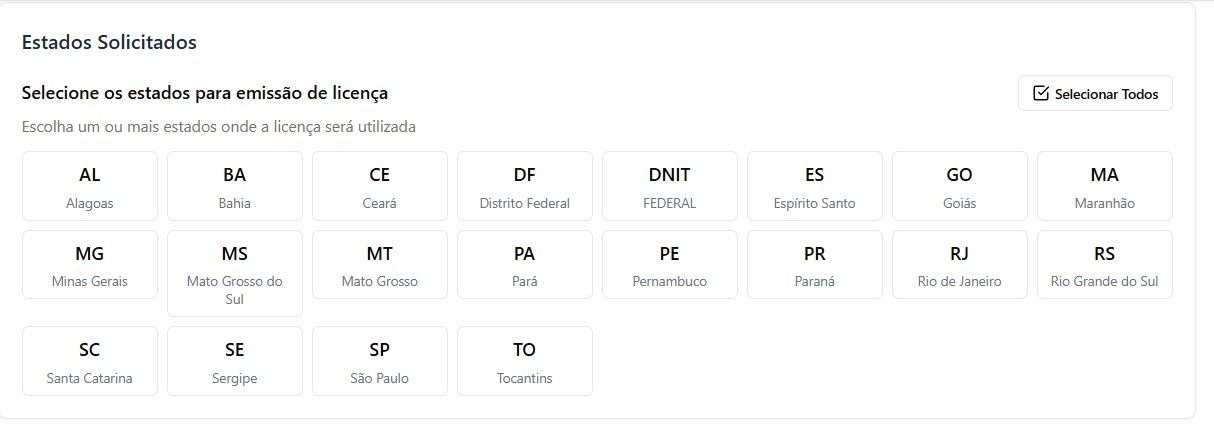 Estados Solicitados
Selecione os estados para emissão de licença
Selecionar Todos
Escolha um ou mais estados onde a licença será utilizada
AL
Alagoas
BA
Bahia
CE
Ceará
DF
Distrito Federal
DNIT
FEDERAL
ES
Espírito Santo
GO
Goiás
MA
Maranhão
MG
Minas Gerais
MS
Mato Grosso do
Sul
MT
Mato Grosso
PA
Pará
PE
Pernambuco
PR
Paraná
RJ
Rio de Janeiro
RS
Rio Grande do Sul
SC
Santa Catarina
SE
Sergipe
SP
São Paulo
TO
Tocantins